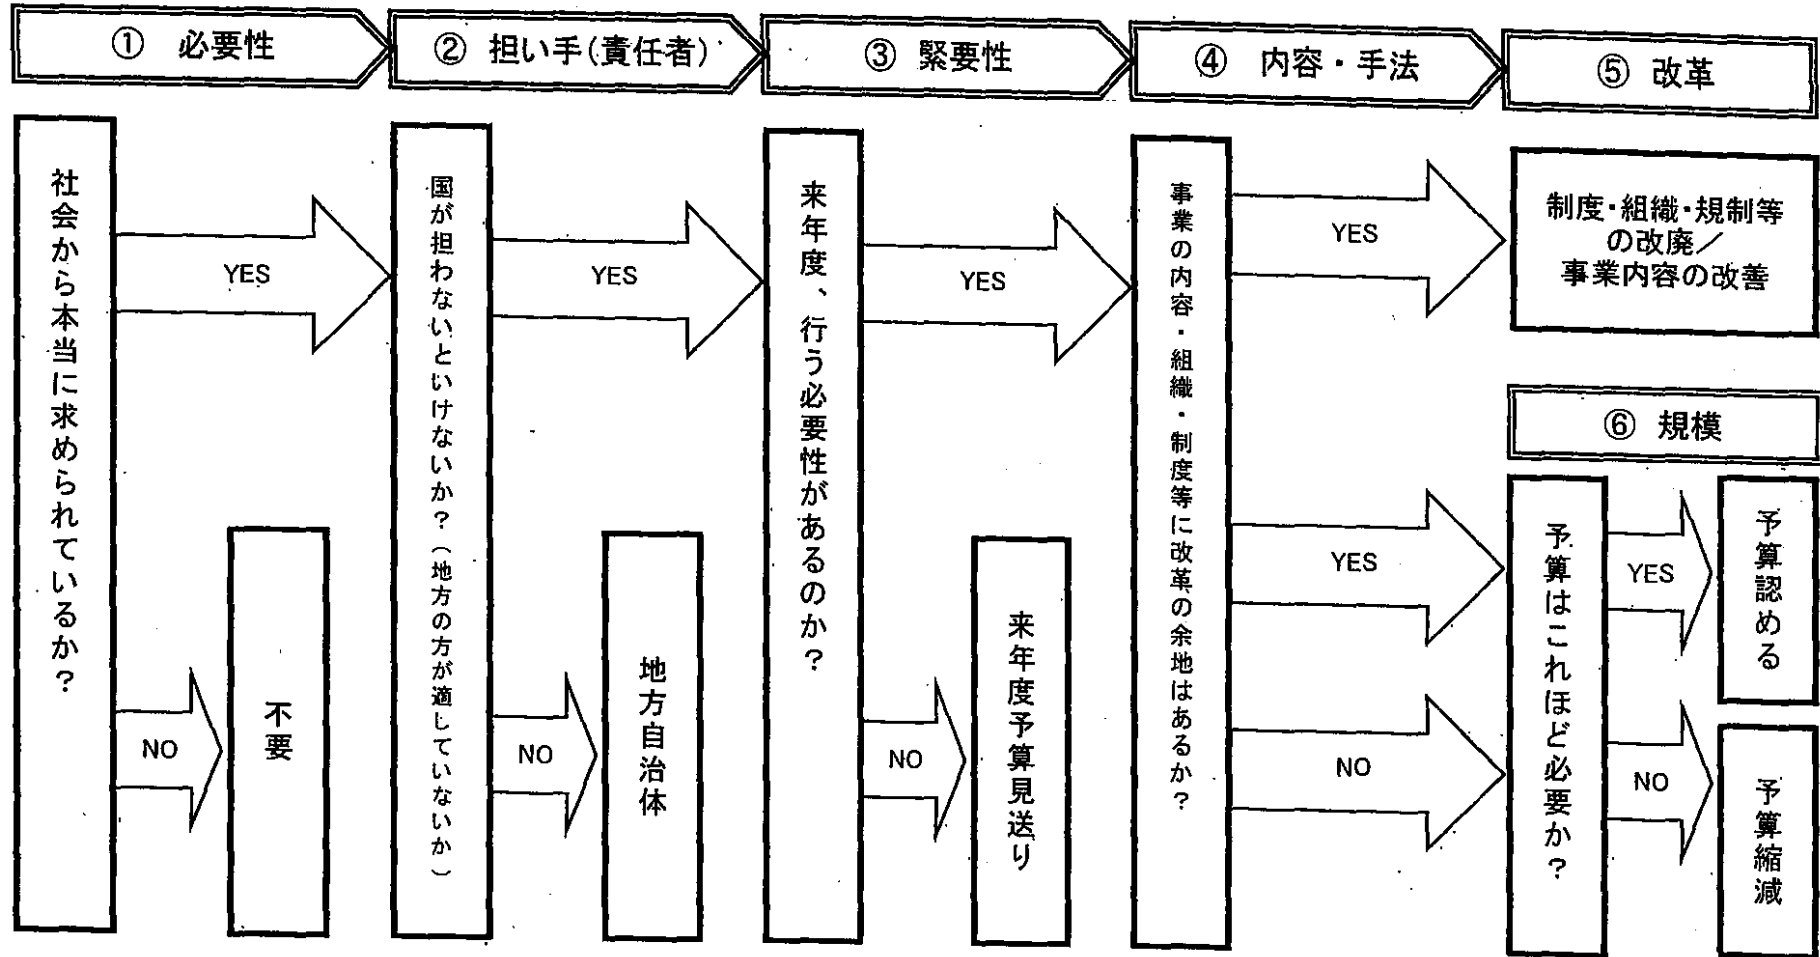 ① 必要性
② 担い手(責任者)
③ 緊要性
④ 内容・手法
⑤ 改革
社会から本当に求められているか？
YES
NO
不要
国が担わないといけないか？（地方の方が適していないか）
YES
NO
地方自治体
来年度、行う必要性があるのか？
YES
NO
来年度予算見送り
事業の内容・組織・制度等に改革の余地はあるか？
YES
制度・組織・規制等
の改廃／
事業内容の改善
YES
NO
⑥ 規模
予算はこれほど必要か？
YES
予算認める
NO
予算縮減